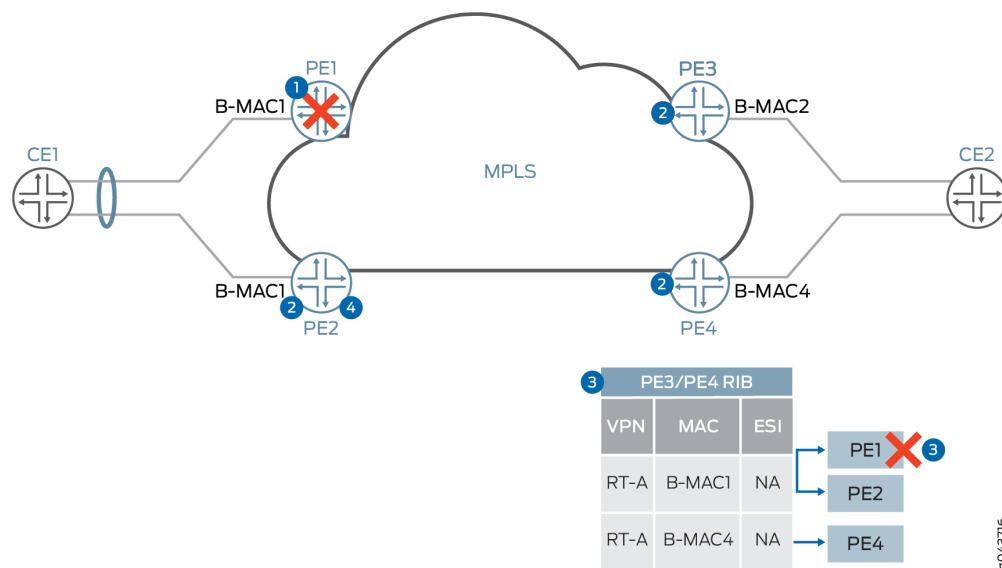 PE1
1
B-MAC1
PE3
2
B-MAC2
CE1
MPLS
CE2
B-MAC1
2
4
PE2
2
B-MAC4
PE4
3
PE3/PE4 RIB
VPN MAC ESI
RT-A B-MAC1 NA
PE1
3
PE2
RT-A B-MAC4 NA
PE4
g043716